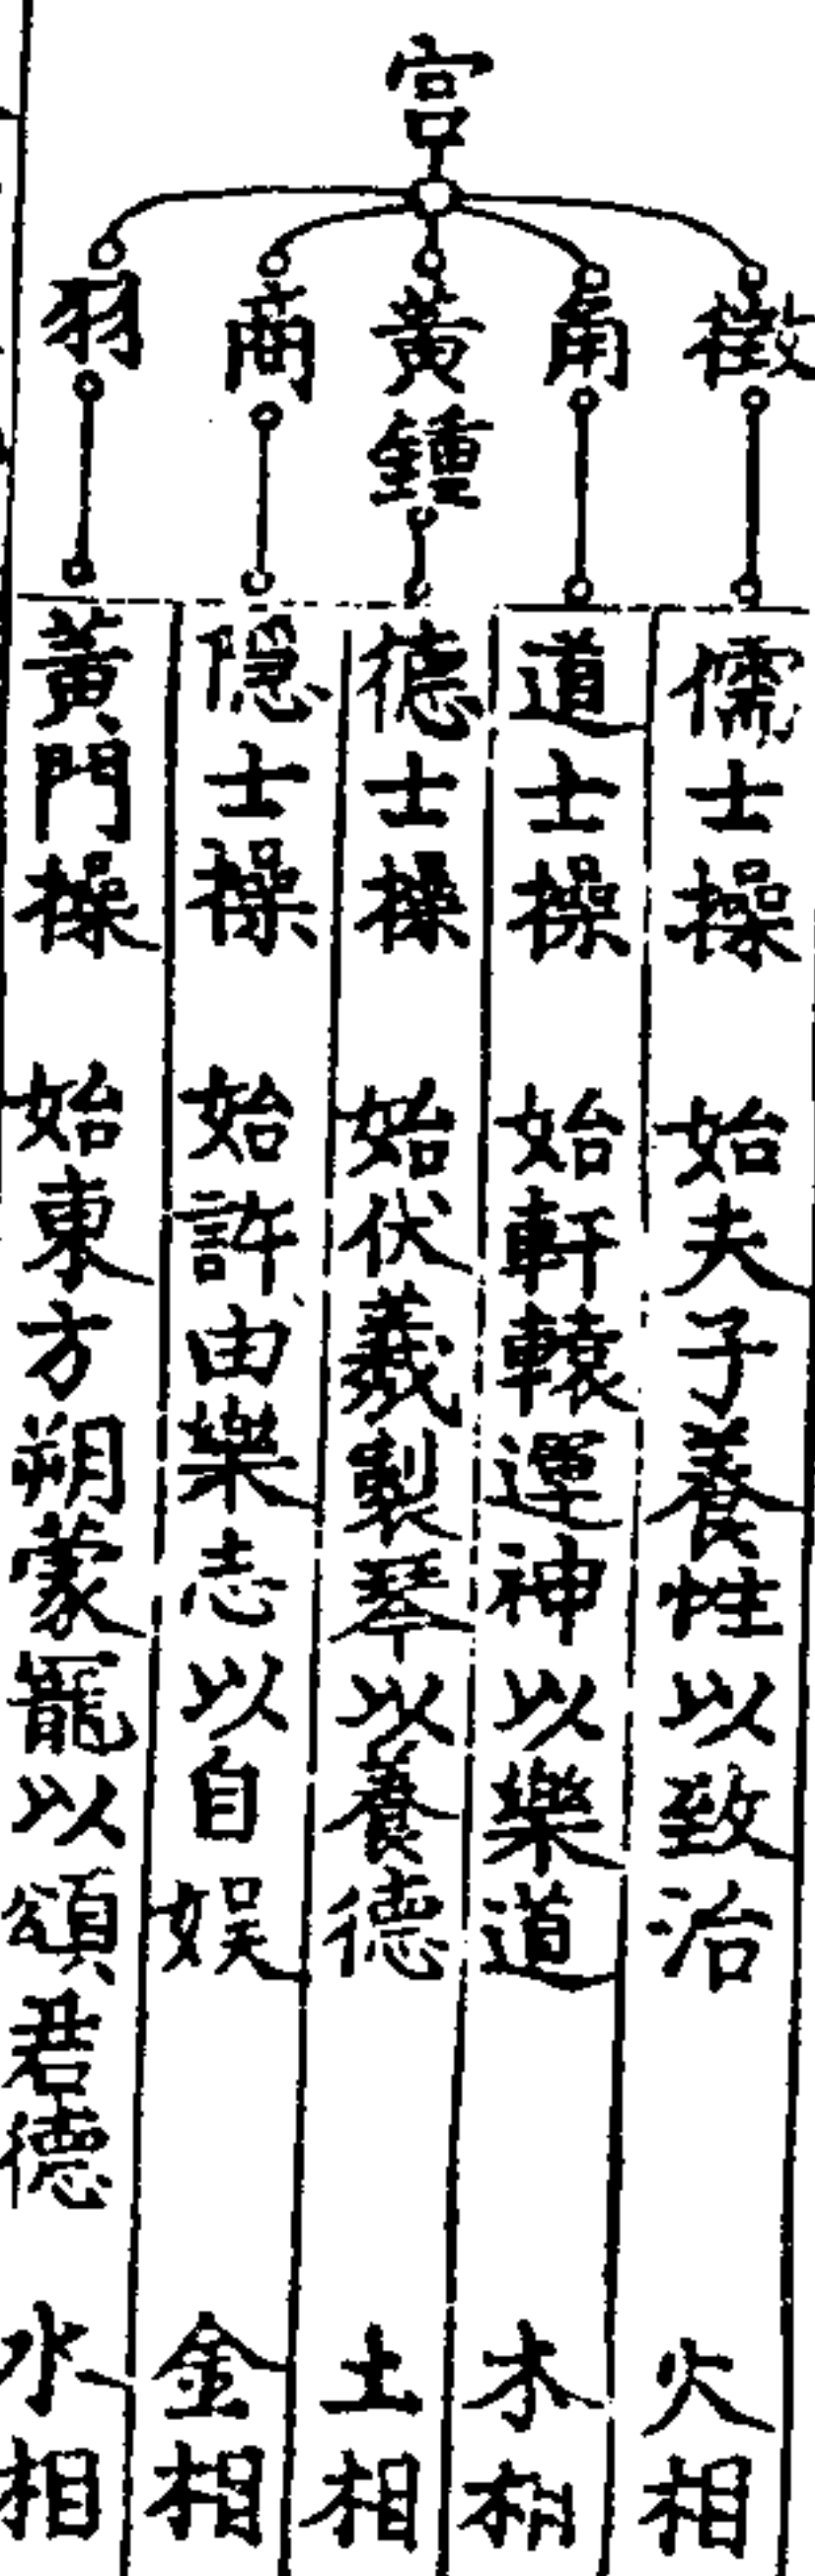 宮
徵
儒士操 始夫子養性以致治 火相
角
道士操 始軒轅運神以樂道 木相
黃鍾
德士操 始伏羲製琴以養德 土相
商
隱士操 始許由樂志以自娱 金相
羽
黃門操 始東方朔蒙寵以頌君德 水相